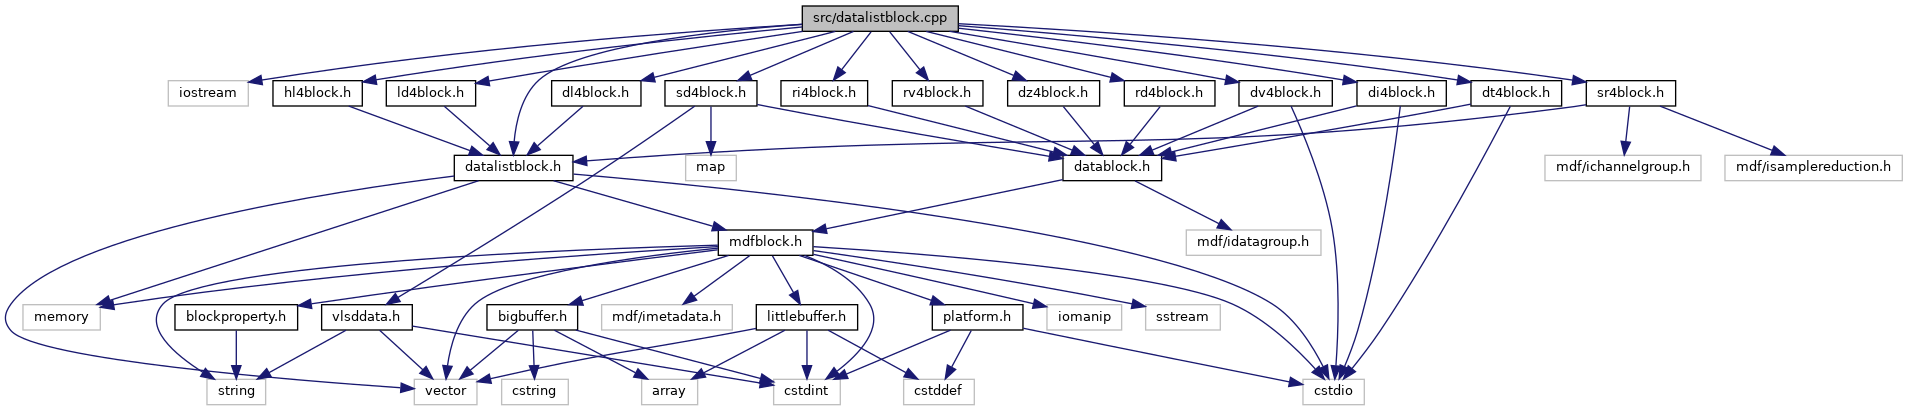 src/datalistblock.cpp
iostream
hl4block.h
ld4block.h
dl4block.h
sd4block.h
ri4block.h
rv4block.h
dz4block.h
rd4block.h
dv4block.h
di4block.h
dt4block.h
sr4block.h
datalistblock.h
map
datablock.h
mdf/ichannelgroup.h
mdf/isamplereduction.h
mdfblock.h
mdf/idatagroup.h
memory
blockproperty.h
vlsddata.h
bigbuffer.h
mdf/imetadata.h
littlebuffer.h
platform.h
iomanip
sstream
string
vector
cstring
array
cstdint
cstddef
cstdio